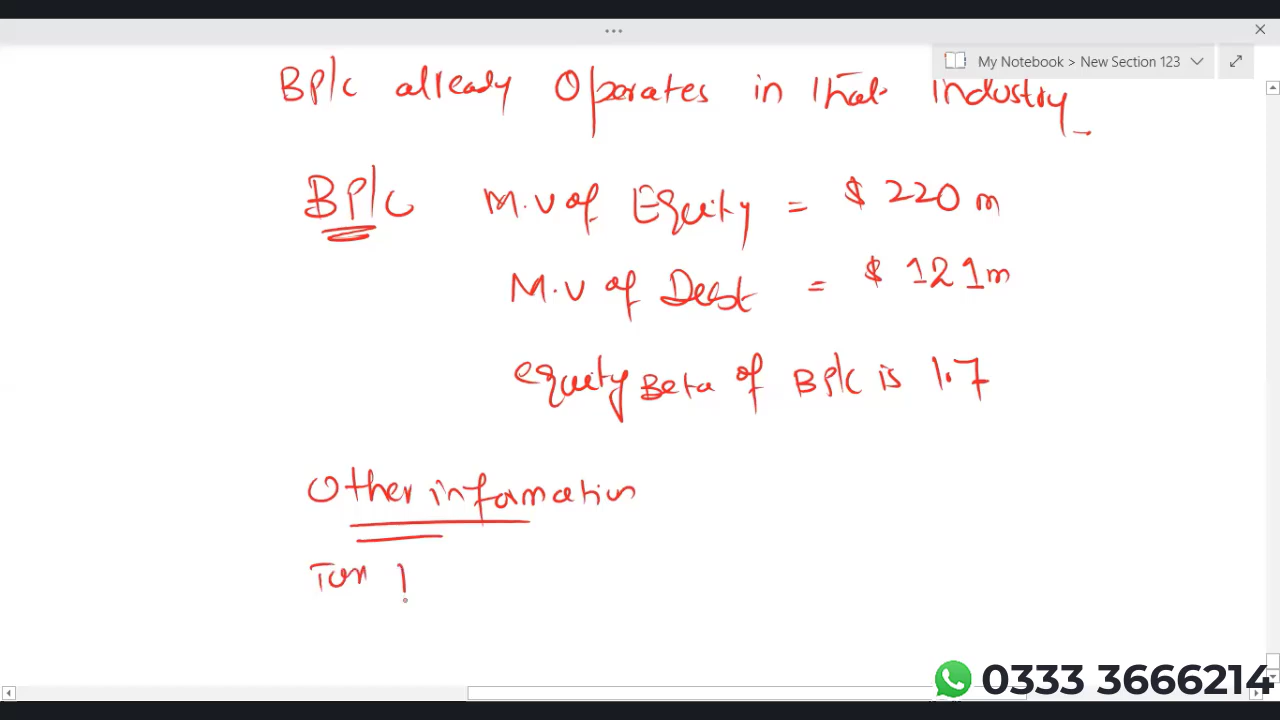 My Notebook > New Section 123
BPlc already Operates in that Industry
BPlc M.V of Equity = $ 220 m
M.V of Debt = $ 121m
equity Beta of BPlc is 1.7
Other information
Tax
0333 3666214